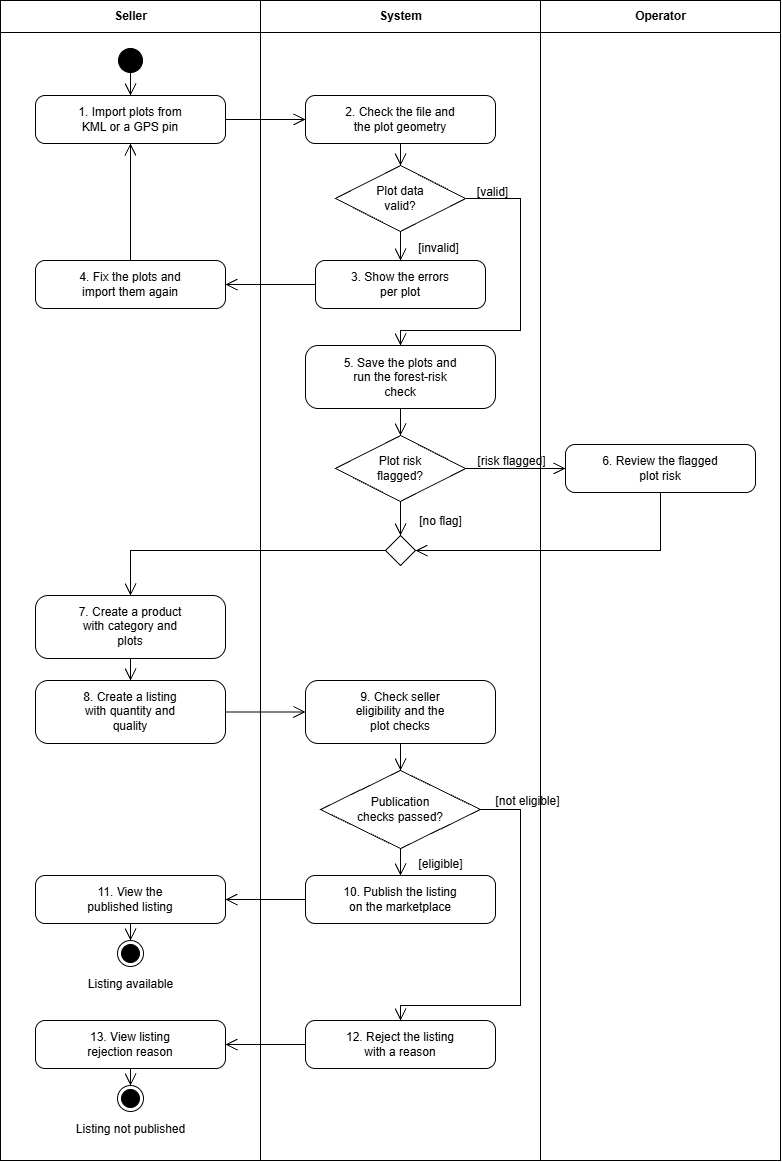 Seller
System
Operator
1. Import plots from
KML or a GPS pin
2. Check the file and
the plot geometry
Plot data
valid?
[valid]
[invalid]
4. Fix the plots and
import them again
3. Show the errors
per plot
5. Save the plots and
run the forest-risk
check
Plot risk
flagged?
[risk flagged]
6. Review the flagged
plot risk
[no flag]
7. Create a product
with category and
plots
8. Create a listing
with quantity and
quality
9. Check seller
eligibility and the
plot checks
Publication
checks passed?
[not eligible]
[eligible]
11. View the
published listing
10. Publish the listing
on the marketplace
Listing available
13. View listing
rejection reason
12. Reject the listing
with a reason
Listing not published